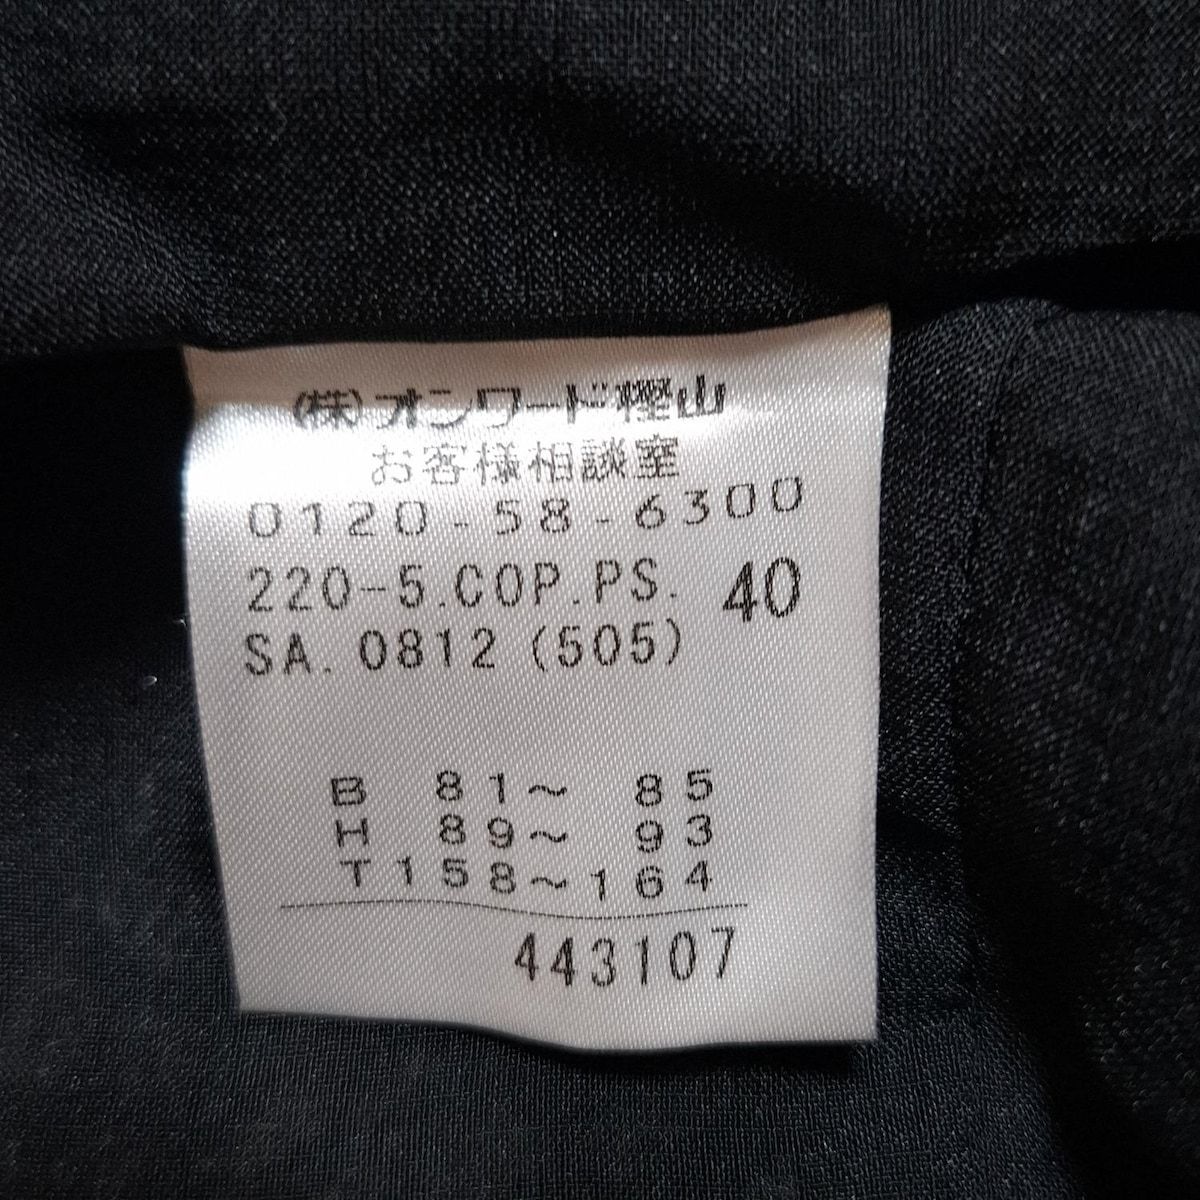 (株)オンワード樫山
お客様相談室
0120-58-6300
220-5.COP.PS. 40
SA. 0812 (505)
B 81～ 85
H 89～ 93
T158～164
443107